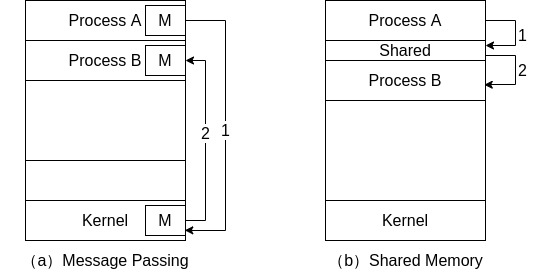 Process A M
Process B M
2 1
Kernel M
（a）Message Passing
Process A
1
Shared
2
Process B
Kernel
（b）Shared Memory